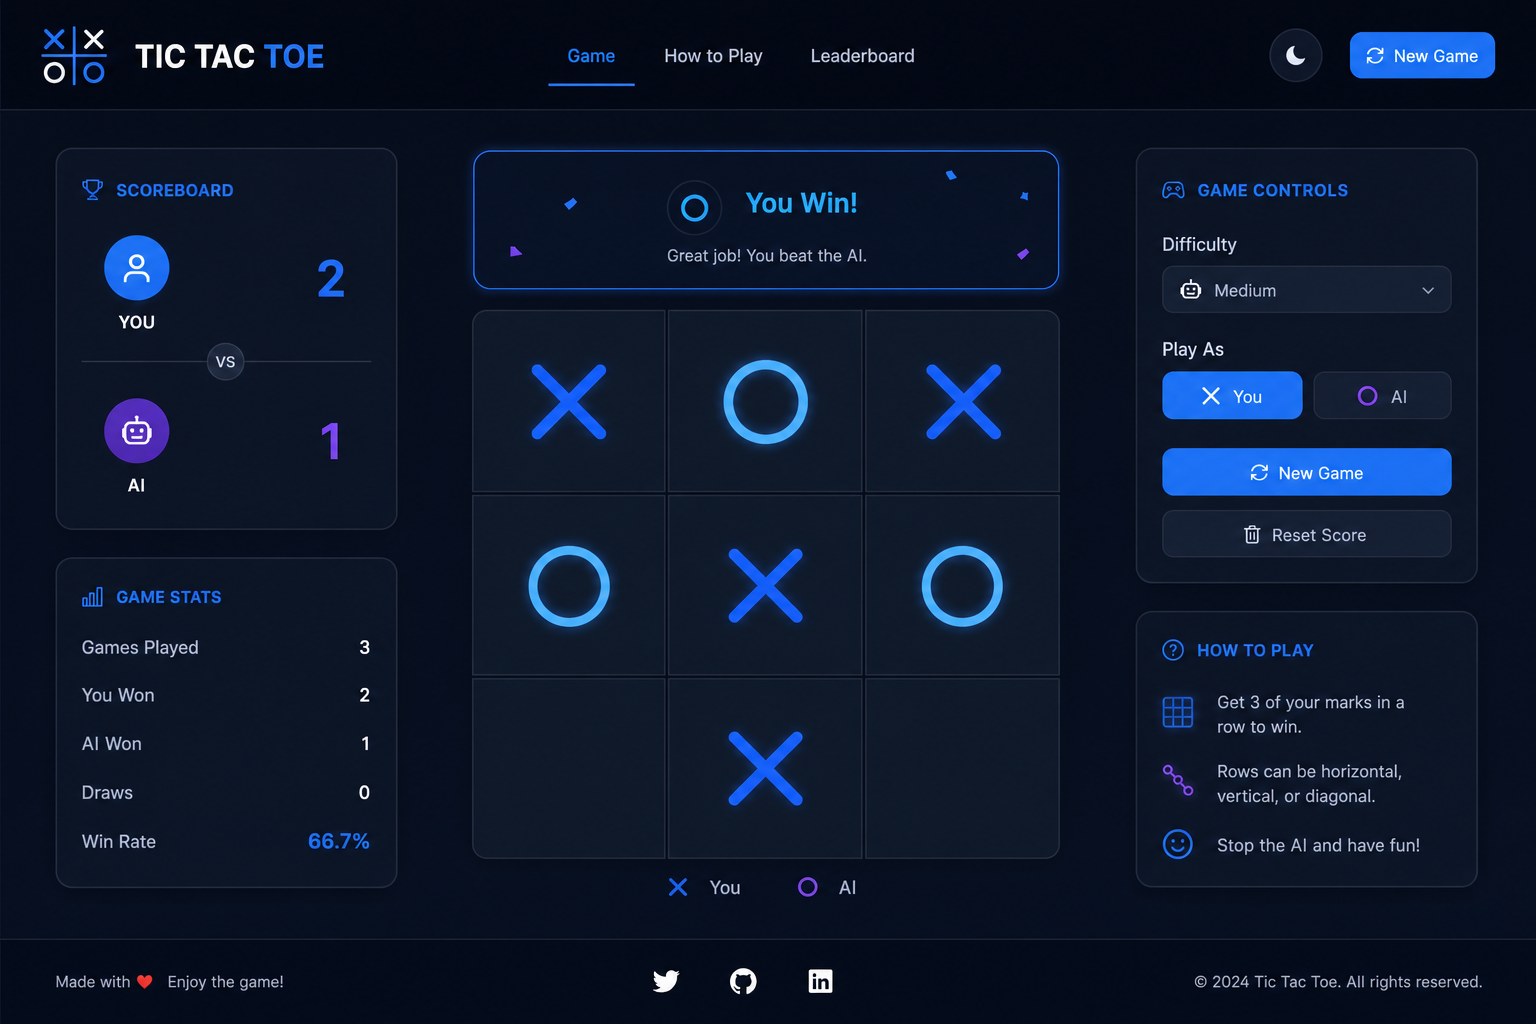 TIC TAC TOE
Game
How to Play
Leaderboard
New Game
SCOREBOARD
YOU
2
VS
AI
1
GAME STATS
Games Played 3
You Won 2
AI Won 1
Draws 0
Win Rate 66.7%
You Win!
Great job! You beat the AI.
You
AI
GAME CONTROLS
Difficulty
Medium
Play As
You
AI
New Game
Reset Score
HOW TO PLAY
Get 3 of your marks in a
row to win.
Rows can be horizontal,
vertical, or diagonal.
Stop the AI and have fun!
Made with ❤️ Enjoy the game!
© 2024 Tic Tac Toe. All rights reserved.